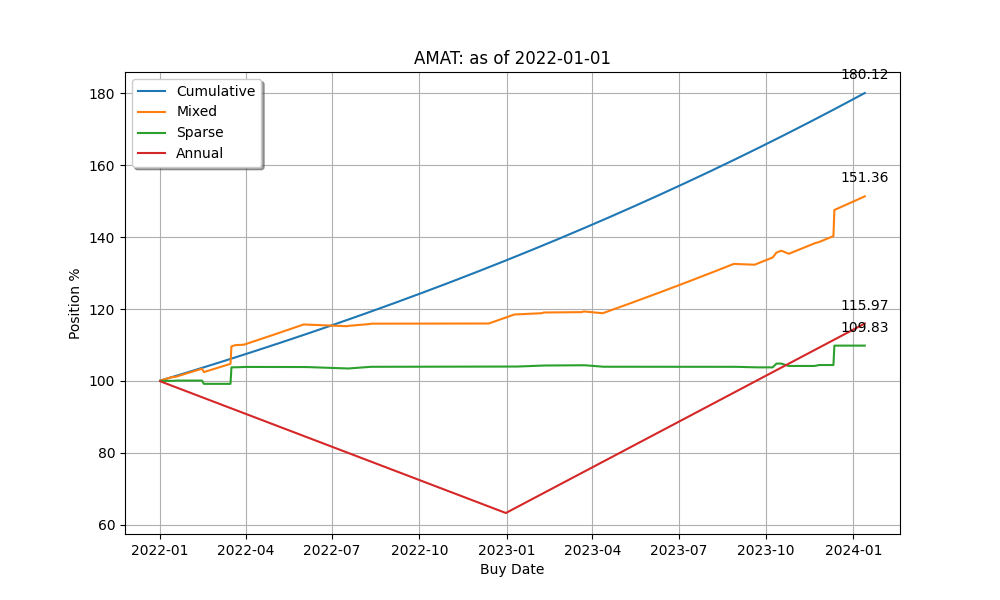 AMAT: as of 2022-01-01
Cumulative
Mixed
Sparse
Annual
180.12
151.36
115.97
109.83
180
160
140
120
100
80
60
Position %
2022-01 2022-04 2022-07 2022-10 2023-01 2023-04 2023-07 2023-10 2024-01
Buy Date